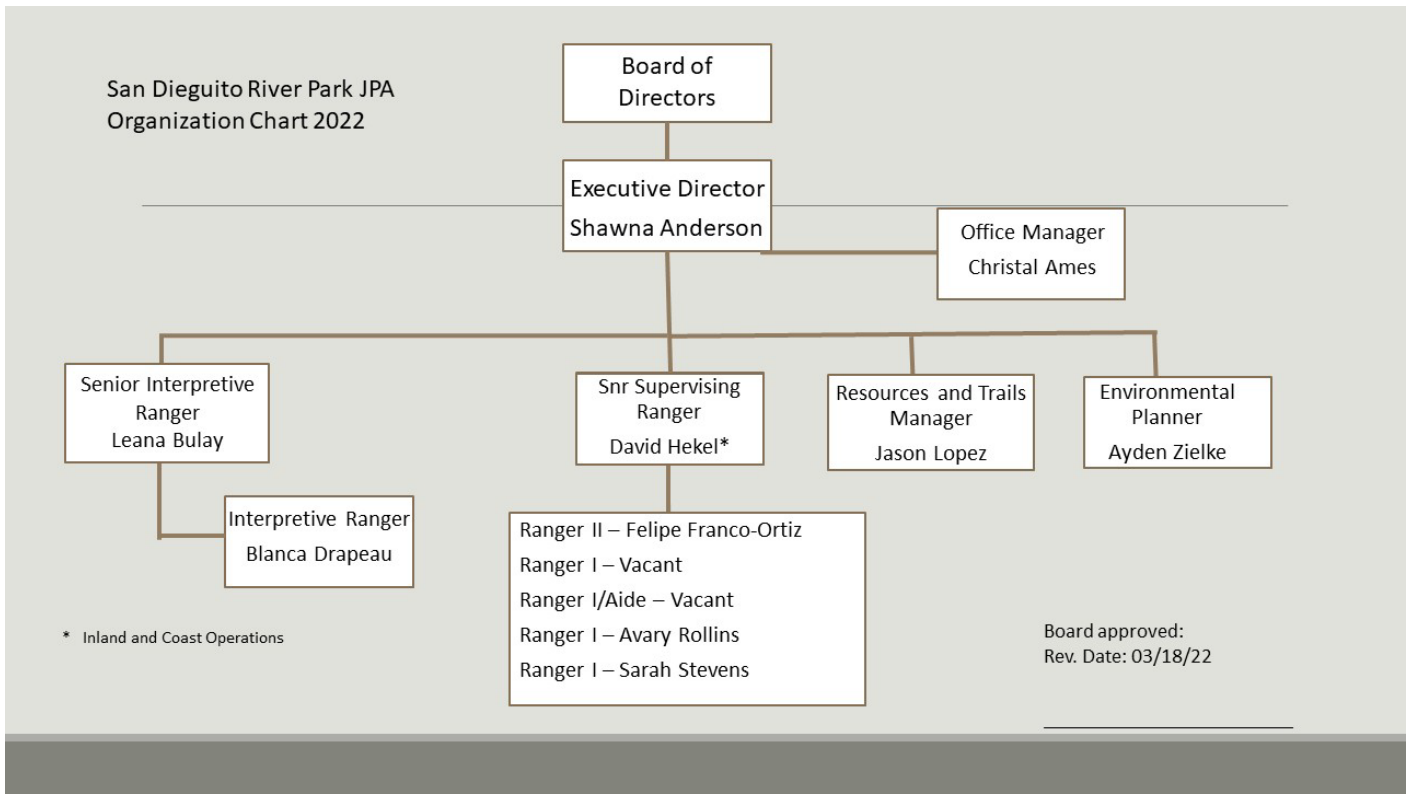 San Dieguito River Park JPA
Organization Chart 2022
Board of
Directors
Executive Director
Shawna Anderson
Office Manager
Christal Ames
Senior Interpretive
Ranger
Leana Bulay
Snr Supervising
Ranger
David Hekel*
Resources and Trails
Manager
Jason Lopez
Environmental
Planner
Ayden Zielke
Interpretive Ranger
Blanca Drapeau
Ranger II – Felipe Franco-Ortiz
Ranger I – Vacant
Ranger I/Aide – Vacant
Ranger I – Avary Rollins
Ranger I – Sarah Stevens
* Inland and Coast Operations
Board approved:
Rev. Date: 03/18/22